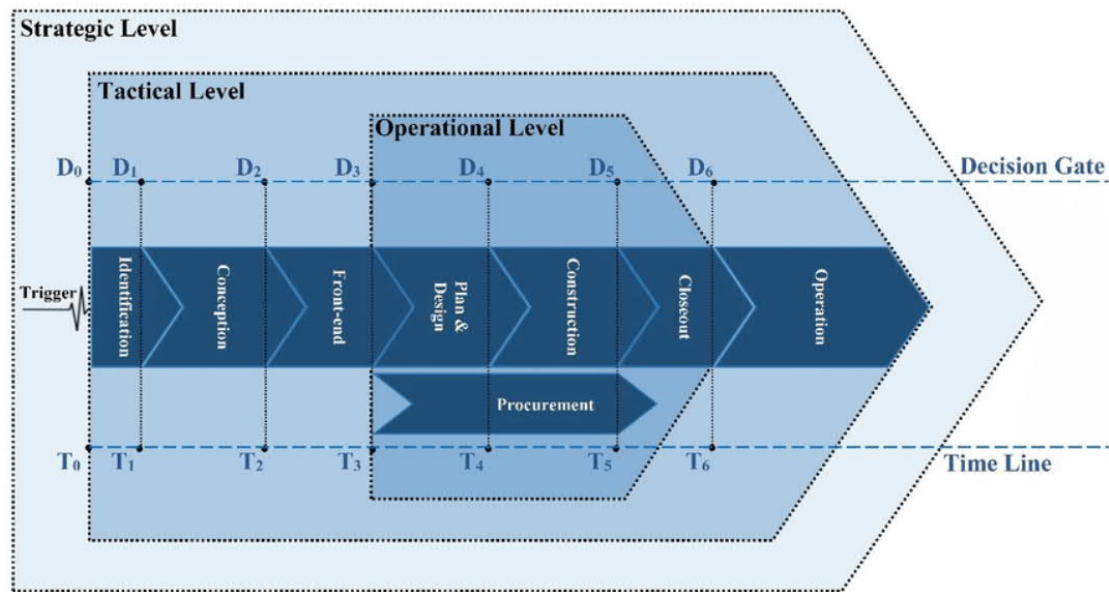 Strategic Level
Tactical Level
Operational Level
D0 D1 D2 D3 D4 D5 D6 Decision Gate
Trigger
Identification
Conception
Front-end
Plan &
Design
Construction
Closeout
Operation
Procurement
T0 T1 T2 T3 T4 T5 T6 Time Line